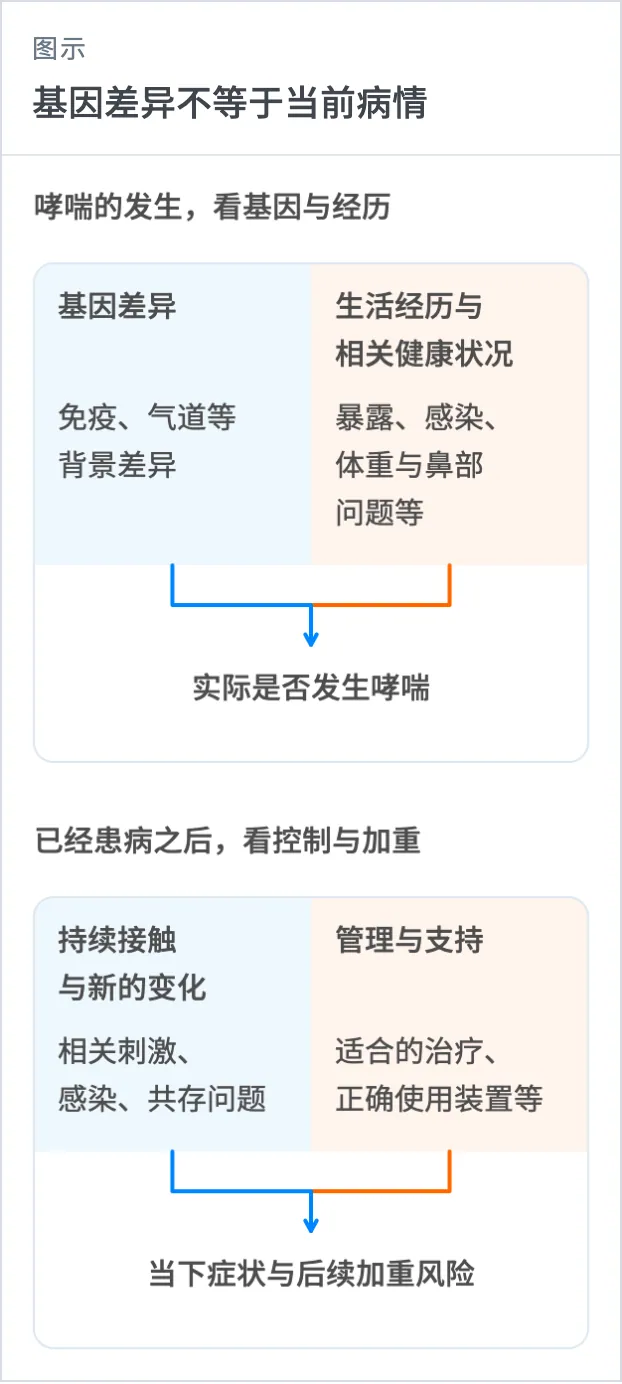 图示
基因差异不等于当前病情
哮喘的发生，看基因与经历
基因差异
免疫、气道等
背景差异
生活经历与
相关健康状况
暴露、感染、
体重与鼻部
问题等
实际是否发生哮喘
已经患病之后，看控制与加重
持续接触
与新的变化
相关刺激、
感染、共存问题
管理与支持
适合的治疗、
正确使用装置等
当下症状与后续加重风险